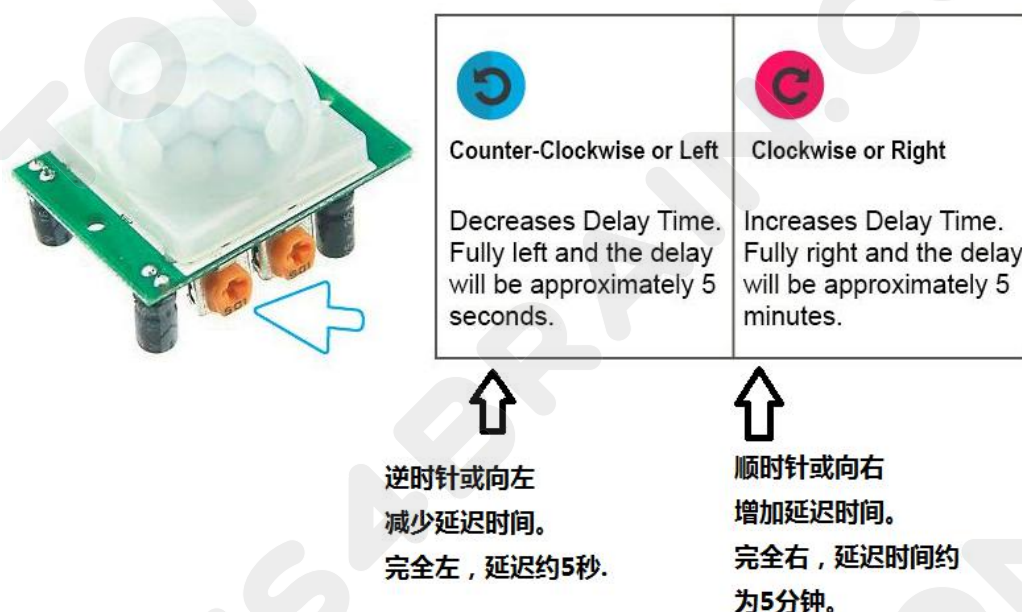 Counter-Clockwise or Left
Decreases Delay Time.
Fully left and the delay
will be approximately 5
seconds.
Clockwise or Right
Increases Delay Time.
Fully right and the delay
will be approximately 5
minutes.
逆时针或向左
减少延迟时间。
完全左，延迟约5秒.
顺时针或向右
增加延迟时间。
完全右，延迟时间约
为5分钟。